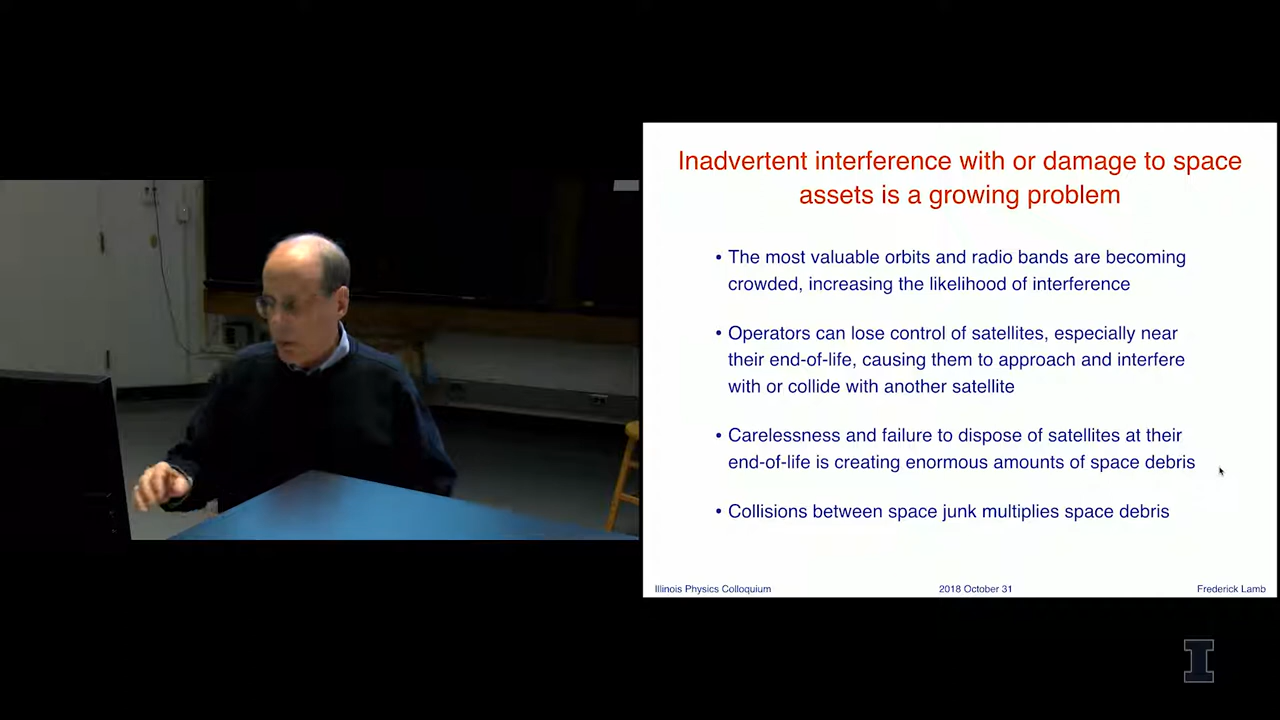 Inadvertent interference with or damage to space
assets is a growing problem
• The most valuable orbits and radio bands are becoming
crowded, increasing the likelihood of interference
• Operators can lose control of satellites, especially near
their end-of-life, causing them to approach and interfere
with or collide with another satellite
• Carelessness and failure to dispose of satellites at their
end-of-life is creating enormous amounts of space debris
• Collisions between space junk multiplies space debris
Illinois Physics Colloquium
2018 October 31
Frederick Lamb
I